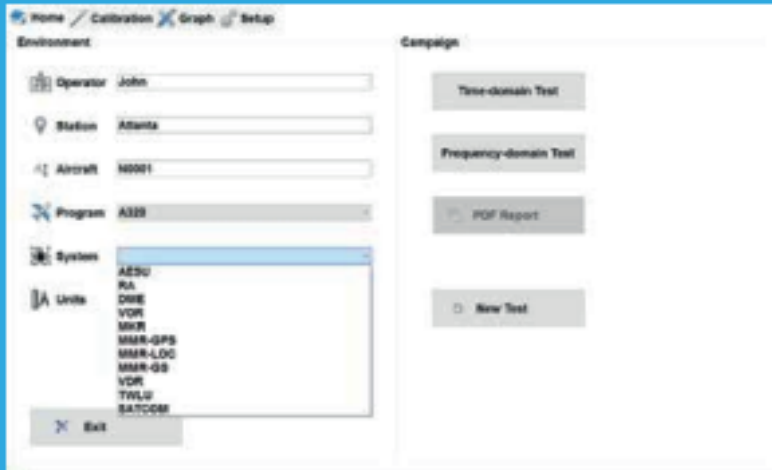 Home Calibration Graph Setup
Environment
Operator John
Station Atlanta
Aircraft N0001
Program A320
System
AESU
RA
DME
VOR
MKR
MMR-GPS
MMR-LOC
MMR-GS
VDR
TWLU
SATCOM
Units
Exit
Campaign
Time-domain Test
Frequency-domain Test
PDF Report
New Test